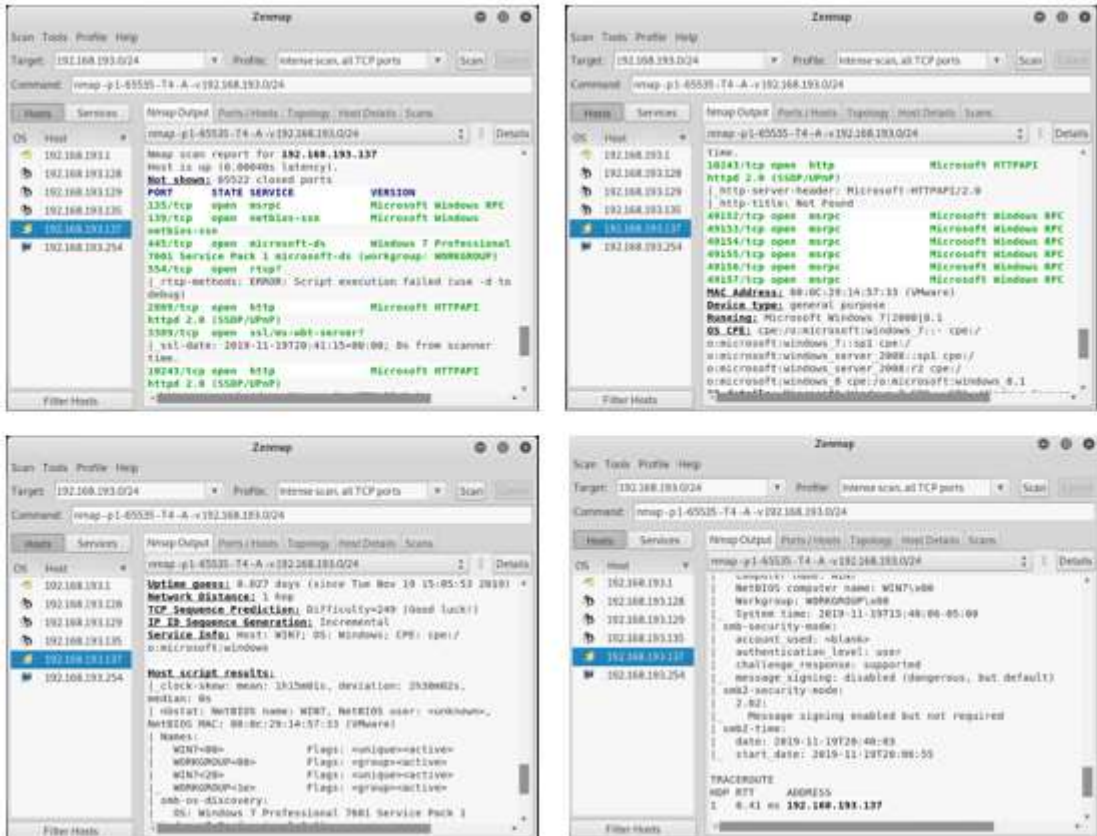 Zenmap
Scan Tools Profile Help
Target: 192.168.193.0/24 Profile: Intense scan, all TCP ports Scan
Command: nmap -p1-65535 -T4 -A -v 192.168.193.0/24
Hosts Services
Nmap Output Ports / Hosts Topology Host Details Scans
OS Host
nmap -p1-65535 -T4 -A -v 192.168.193.0/24 Details
192.168.193.1
192.168.193.128
192.168.193.129
192.168.193.135
192.168.193.137
192.168.193.254
Nmap scan report for 192.168.193.137
Host is up (0.00040s latency).
Not shown: 65522 closed ports
PORT STATE SERVICE VERSION
135/tcp open msrpc Microsoft Windows RPC
139/tcp open netbios-ssn Microsoft Windows
netbios-ssn
445/tcp open microsoft-ds Windows 7 Professional
7601 Service Pack 1 microsoft-ds (workgroup: WORKGROUP)
554/tcp open rtsp?
|_rtsp-methods: ERROR: Script execution failed (use -d to
debug)
2869/tcp open http Microsoft HTTPAPI
httpd 2.0 (SSDP/UPnP)
3389/tcp open ssl/ms-wbt-server?
|_ssl-date: 2019-11-19T20:41:15+00:00; 0s from scanner
time.
10243/tcp open http Microsoft HTTPAPI
httpd 2.0 (SSDP/UPnP)
Filter Hosts
Zenmap
Scan Tools Profile Help
Target: 192.168.193.0/24 Profile: Intense scan, all TCP ports Scan
Command: nmap -p1-65535 -T4 -A -v 192.168.193.0/24
Hosts Services
Nmap Output Ports / Hosts Topology Host Details Scans
OS Host
nmap -p1-65535 -T4 -A -v 192.168.193.0/24 Details
192.168.193.1
192.168.193.128
192.168.193.129
192.168.193.135
192.168.193.137
192.168.193.254
time.
10243/tcp open http Microsoft HTTPAPI
httpd 2.0 (SSDP/UPnP)
|_http-server-header: Microsoft-HTTPAPI/2.0
|_http-title: Not Found
49152/tcp open msrpc Microsoft Windows RPC
49153/tcp open msrpc Microsoft Windows RPC
49154/tcp open msrpc Microsoft Windows RPC
49155/tcp open msrpc Microsoft Windows RPC
49156/tcp open msrpc Microsoft Windows RPC
49157/tcp open msrpc Microsoft Windows RPC
MAC Address: 00:0C:29:14:57:33 (VMware)
Device type: general purpose
Running: Microsoft Windows 7|2008|8.1
OS CPE: cpe:/o:microsoft:windows_7::- cpe:/
o:microsoft:windows_7::sp1 cpe:/
o:microsoft:windows_server_2008::sp1 cpe:/
o:microsoft:windows_server_2008:r2 cpe:/
o:microsoft:windows_8 cpe:/o:microsoft:windows_8.1
Filter Hosts
Zenmap
Scan Tools Profile Help
Target: 192.168.193.0/24 Profile: Intense scan, all TCP ports Scan
Command: nmap -p1-65535 -T4 -A -v 192.168.193.0/24
Hosts Services
Nmap Output Ports / Hosts Topology Host Details Scans
OS Host
nmap -p1-65535 -T4 -A -v 192.168.193.0/24 Details
192.168.193.1
192.168.193.128
192.168.193.129
192.168.193.135
192.168.193.137
192.168.193.254
Uptime guess: 0.027 days (since Tue Nov 19 15:05:53 2019)
Network Distance: 1 hop
TCP Sequence Prediction: Difficulty=249 (Good luck!)
IP ID Sequence Generation: Incremental
Service Info: Host: WIN7; OS: Windows; CPE: cpe:/
o:microsoft:windows
Host script results:
|_clock-skew: mean: 1h15m01s, deviation: 2h30m02s,
median: 0s
| nbstat: NetBIOS name: WIN7, NetBIOS user: <unknown>,
NetBIOS MAC: 00:0c:29:14:57:33 (VMware)
| Names:
| WIN7<00> Flags: <unique><active>
| WORKGROUP<00> Flags: <group><active>
| WIN7<20> Flags: <unique><active>
| WORKGROUP<1e> Flags: <group><active>
| smb-os-discovery:
| OS: Windows 7 Professional 7601 Service Pack 1
Filter Hosts
Zenmap
Scan Tools Profile Help
Target: 192.168.193.0/24 Profile: Intense scan, all TCP ports Scan
Command: nmap -p1-65535 -T4 -A -v 192.168.193.0/24
Hosts Services
Nmap Output Ports / Hosts Topology Host Details Scans
OS Host
nmap -p1-65535 -T4 -A -v 192.168.193.0/24 Details
192.168.193.1
192.168.193.128
192.168.193.129
192.168.193.135
192.168.193.137
192.168.193.254
| Computer name: WIN7
| NetBIOS computer name: WIN7\x00
| Workgroup: WORKGROUP\x00
|_ System time: 2019-11-19T15:40:06-05:00
| smb-security-mode:
| account_used: <blank>
| authentication_level: user
| challenge_response: supported
|_ message_signing: disabled (dangerous, but default)
| smb2-security-mode:
| 2.02:
|_ Message signing enabled but not required
| smb2-time:
| date: 2019-11-19T20:40:03
|_ start_date: 2019-11-19T20:06:55
TRACEROUTE
HOP RTT ADDRESS
1 0.41 ms 192.168.193.137
Filter Hosts